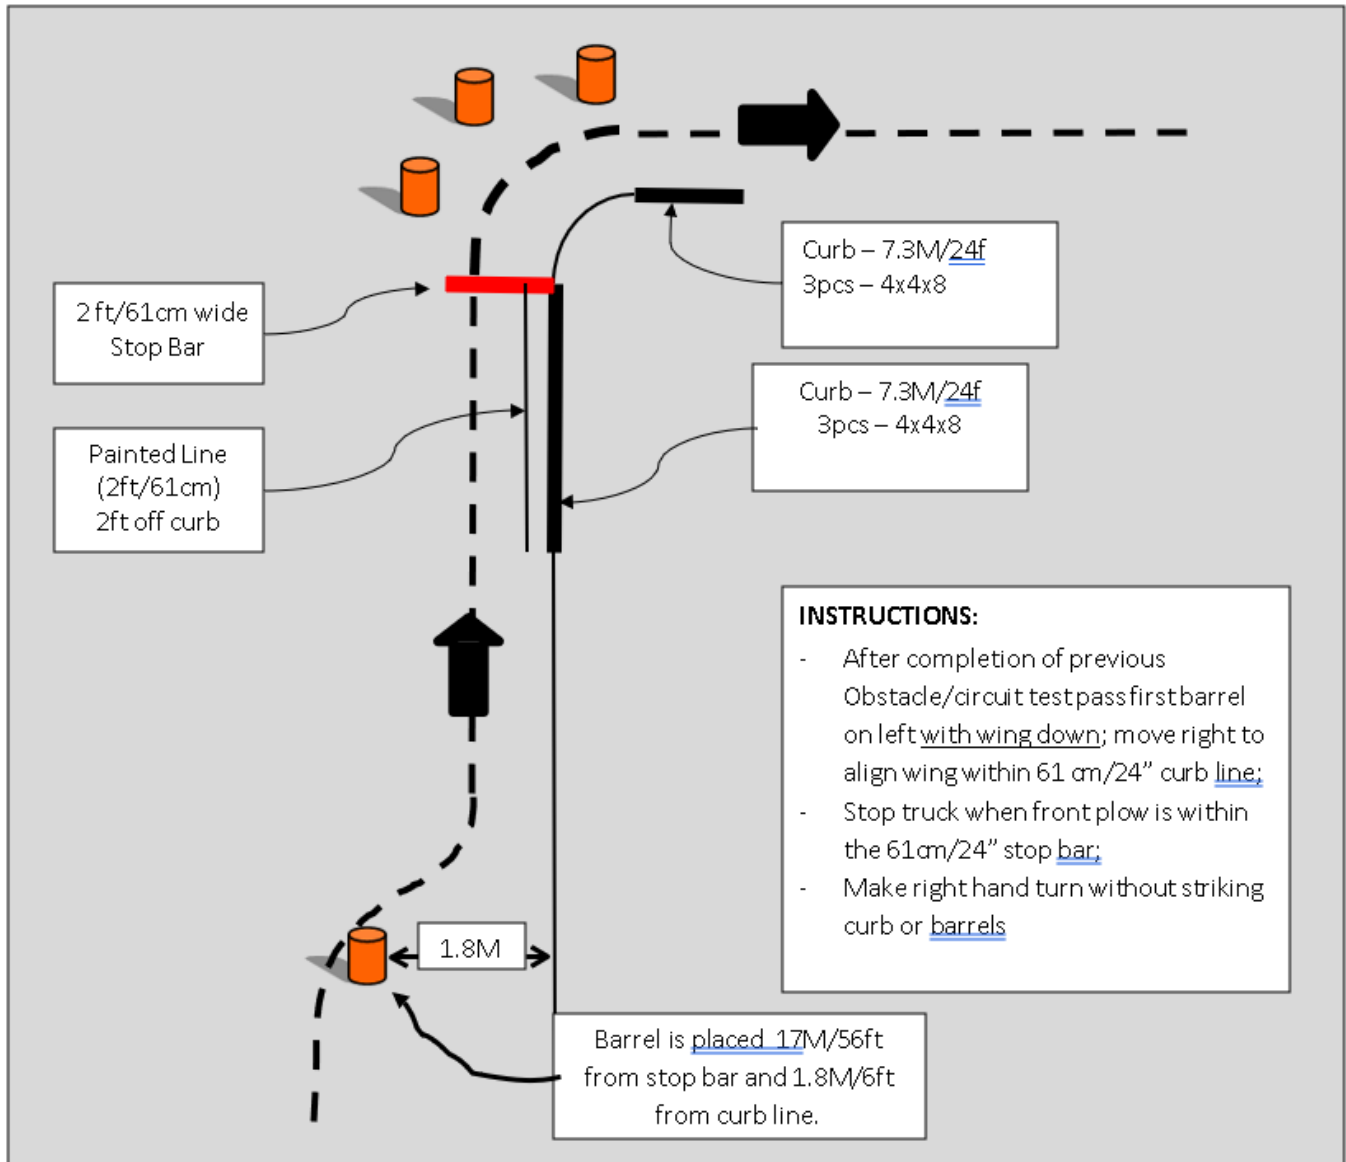 Curb – 7.3M/24f
3pcs – 4x4x8
2 ft/61cm wide
Stop Bar
Curb – 7.3M/24f
3pcs – 4x4x8
Painted Line
(2ft/61cm)
2ft off curb
INSTRUCTIONS:
- After completion of previous
Obstacle/circuit test pass first barrel
on left with wing down; move right to
align wing within 61 cm/24” curb line;
- Stop truck when front plow is within
the 61cm/24” stop bar;
- Make right hand turn without striking
curb or barrels
1.8M
Barrel is placed 17M/56ft
from stop bar and 1.8M/6ft
from curb line.